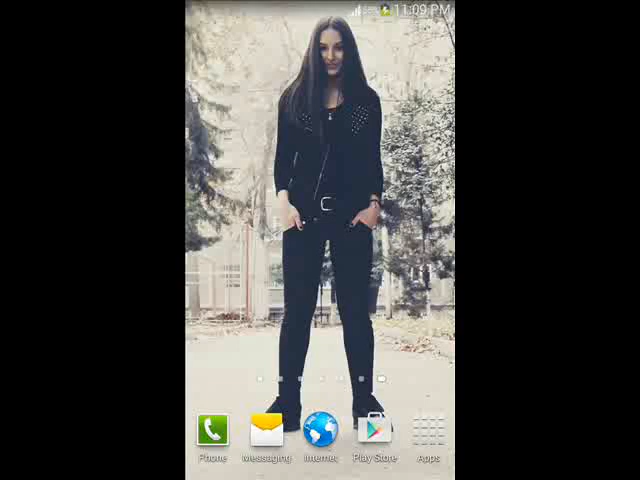 11:09 PM
Phone
Messaging
Internet
Play Store
Apps